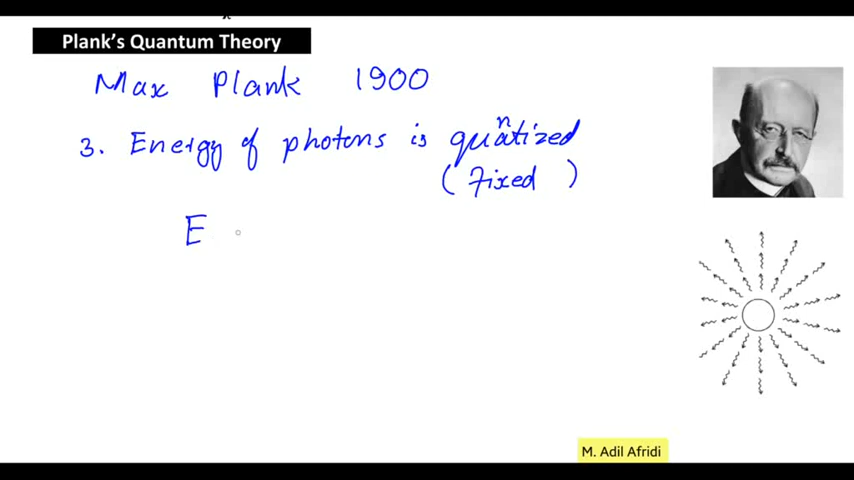 Plank's Quantum Theory
Max Plank 1900
3. Energy of photons is quantized
(Fixed)
E
M. Adil Afridi